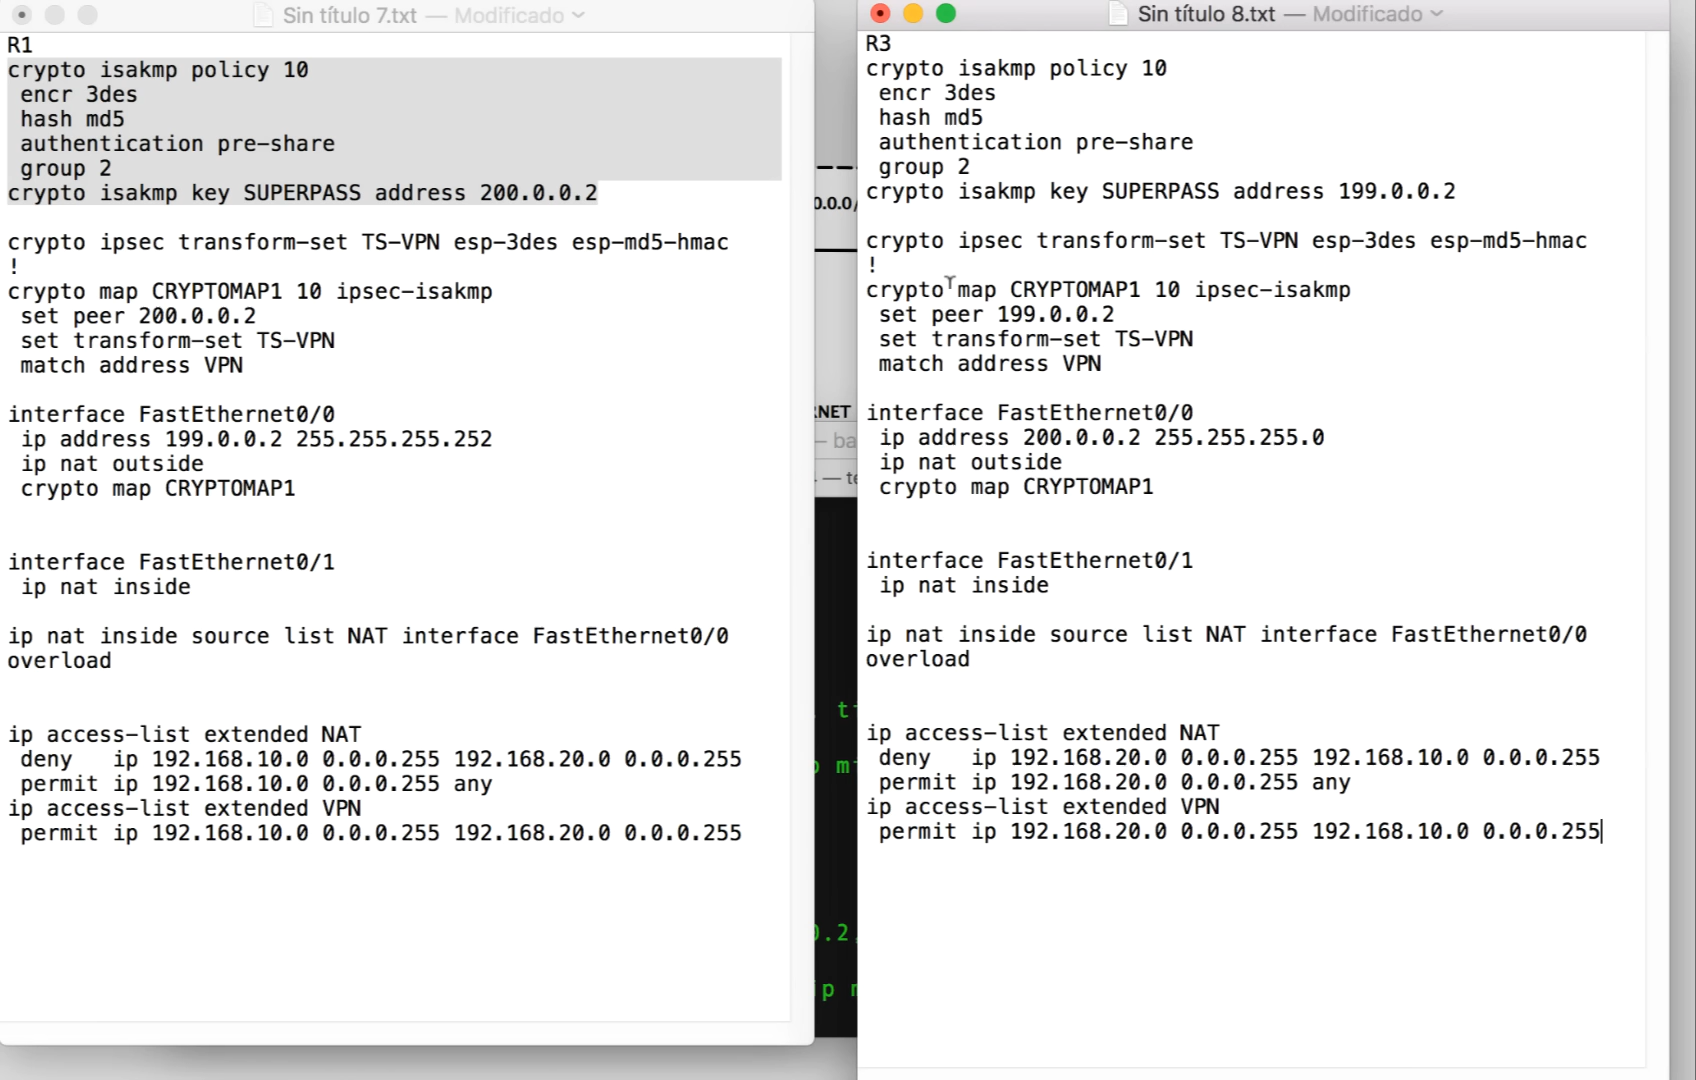 Sin título 7.txt — Modificado
R1
crypto isakmp policy 10
 encr 3des
 hash md5
 authentication pre-share
 group 2
crypto isakmp key SUPERPASS address 200.0.0.2

crypto ipsec transform-set TS-VPN esp-3des esp-md5-hmac
!
crypto map CRYPTOMAP1 10 ipsec-isakmp
 set peer 200.0.0.2
 set transform-set TS-VPN
 match address VPN

interface FastEthernet0/0
 ip address 199.0.0.2 255.255.255.252
 ip nat outside
 crypto map CRYPTOMAP1

interface FastEthernet0/1
 ip nat inside

ip nat inside source list NAT interface FastEthernet0/0
overload

ip access-list extended NAT
 deny   ip 192.168.10.0 0.0.0.255 192.168.20.0 0.0.0.255
 permit ip 192.168.10.0 0.0.0.255 any
ip access-list extended VPN
 permit ip 192.168.10.0 0.0.0.255 192.168.20.0 0.0.0.255
0.0.0/
Sin título 8.txt — Modificado
R3
crypto isakmp policy 10
 encr 3des
 hash md5
 authentication pre-share
 group 2
crypto isakmp key SUPERPASS address 199.0.0.2

crypto ipsec transform-set TS-VPN esp-3des esp-md5-hmac
!
crypto map CRYPTOMAP1 10 ipsec-isakmp
 set peer 199.0.0.2
 set transform-set TS-VPN
 match address VPN

interface FastEthernet0/0
 ip address 200.0.0.2 255.255.255.0
 ip nat outside
 crypto map CRYPTOMAP1

interface FastEthernet0/1
 ip nat inside

ip nat inside source list NAT interface FastEthernet0/0
overload

ip access-list extended NAT
 deny   ip 192.168.20.0 0.0.0.255 192.168.10.0 0.0.0.255
 permit ip 192.168.20.0 0.0.0.255 any
ip access-list extended VPN
 permit ip 192.168.20.0 0.0.0.255 192.168.10.0 0.0.0.255